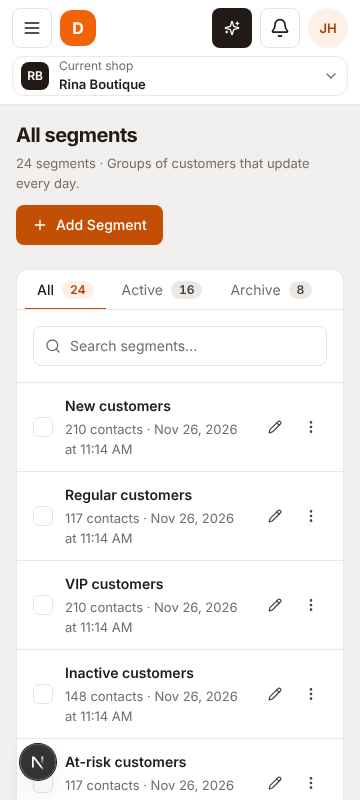 D
JH
RB
Current shop
Rina Boutique
All segments
24 segments · Groups of customers that update
every day.
+ Add Segment
All 24 Active 16 Archive 8
Search segments...
New customers
210 contacts · Nov 26, 2026
at 11:14 AM
Regular customers
117 contacts · Nov 26, 2026
at 11:14 AM
VIP customers
210 contacts · Nov 26, 2026
at 11:14 AM
Inactive customers
148 contacts · Nov 26, 2026
at 11:14 AM
N
At-risk customers
117 contacts · Nov 26, 2026